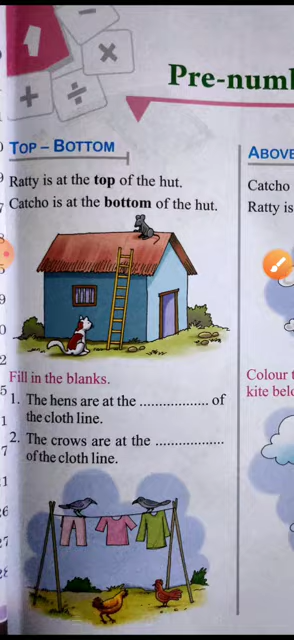 Pre-num
TOP – BOTTOM
Ratty is at the top of the hut.
Catcho is at the bottom of the hut.
Fill in the blanks.
1. The hens are at the ................ of
the cloth line.
2. The crows are at the ................
of the cloth line.
ABOVE
Catcho
Ratty is
Colour
kite